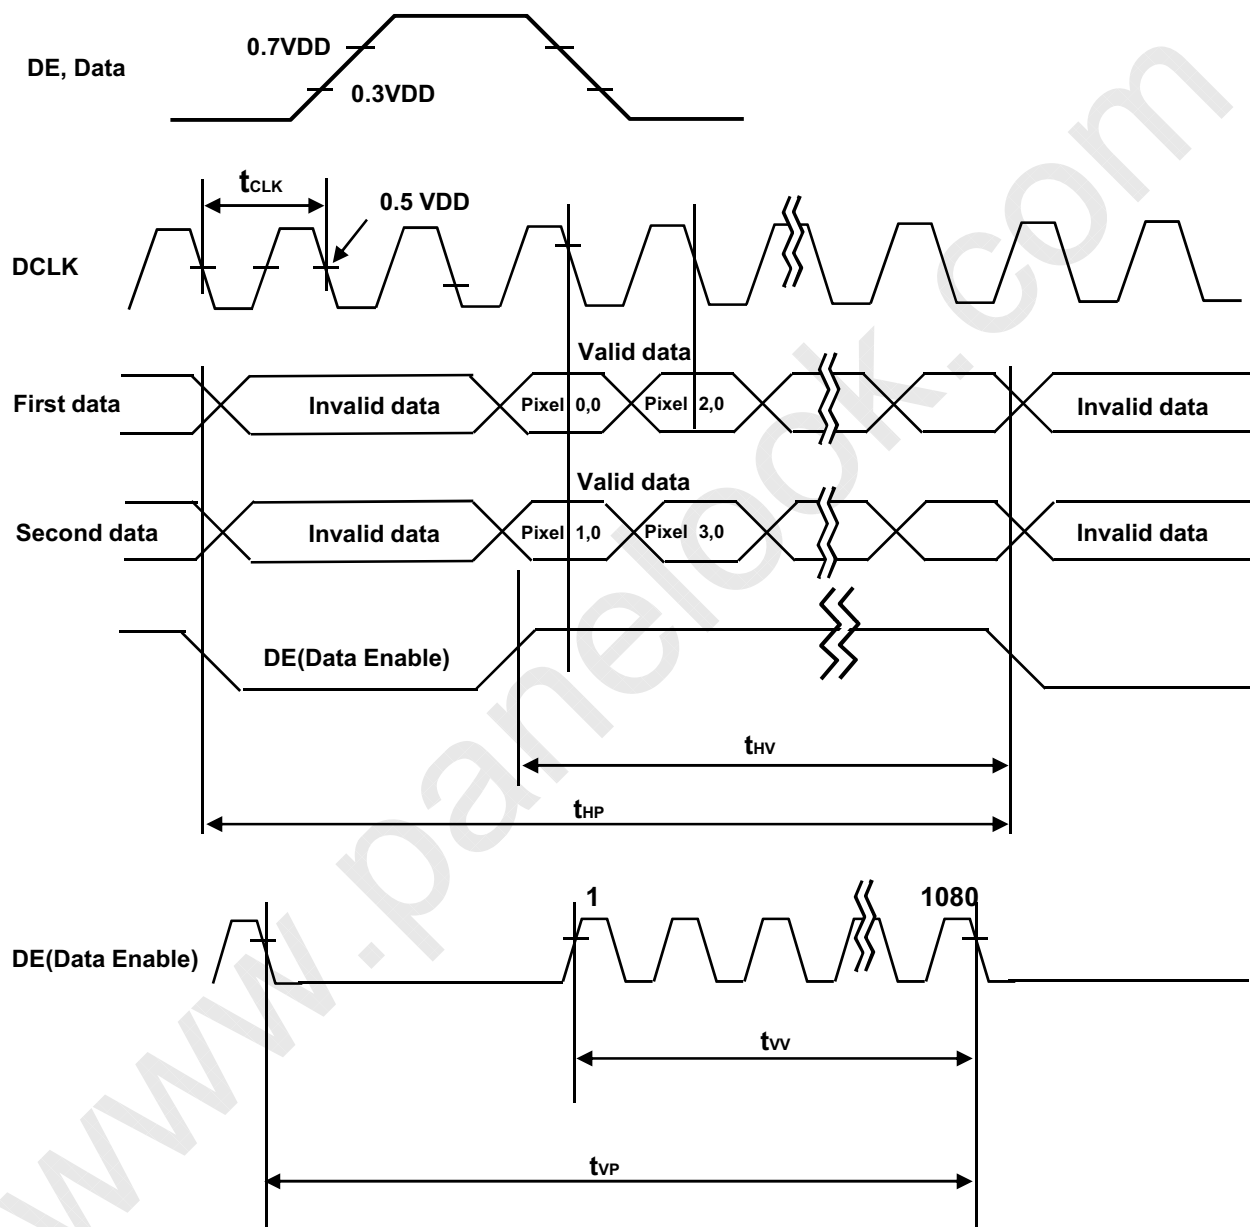 0.7VDD
DE, Data
0.3VDD
tCLK
0.5 VDD
DCLK
Valid data
First data
Invalid data
Pixel 0,0
Pixel 2,0
Invalid data
Valid data
Second data
Invalid data
Pixel 1,0
Pixel 3,0
Invalid data
DE(Data Enable)
tHV
tHP
1
1080
DE(Data Enable)
tVV
tVP
www.panelook.com